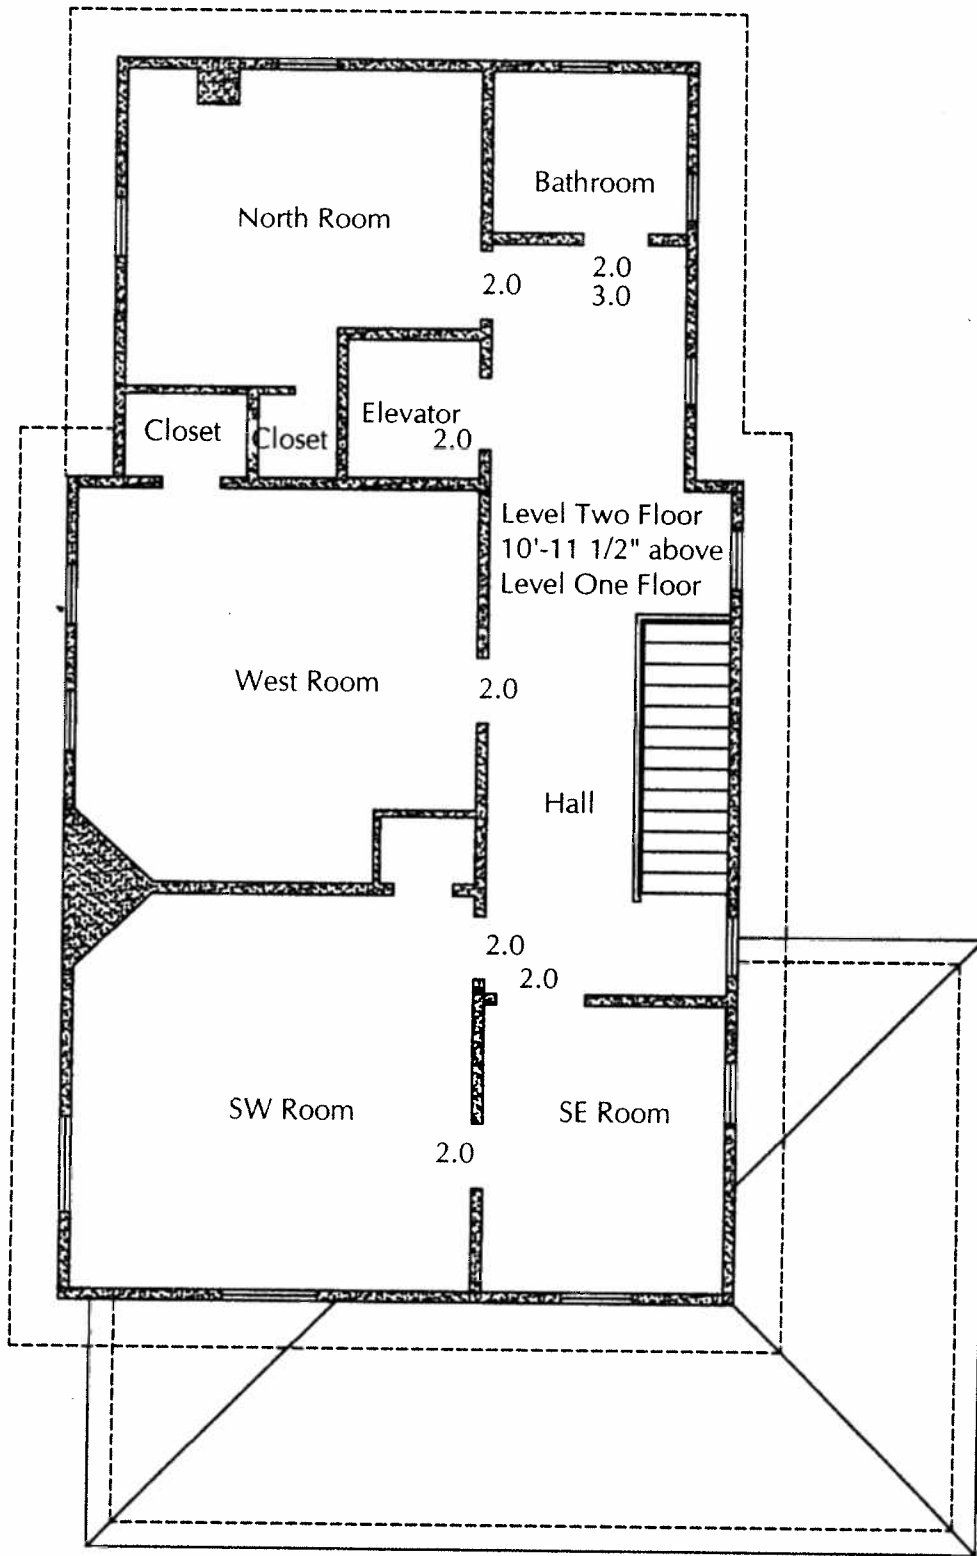 Bathroom
North Room
2.0
2.0
3.0
Elevator
2.0
Closet
Closet
Level Two Floor
10'-11 1/2" above
Level One Floor
West Room
2.0
Hall
2.0
2.0
SW Room
SE Room
2.0